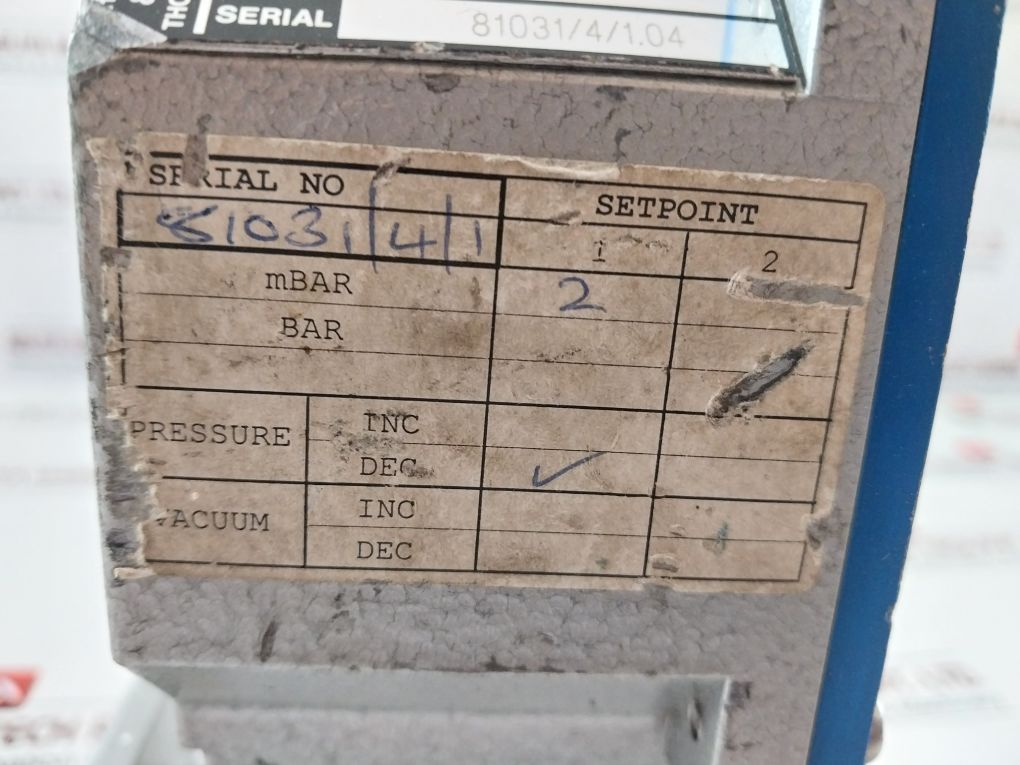 THO
SERIAL 81031/4/1.04
SERIAL NO
81031/4/1
SETPOINT
1 2
mBAR 2
BAR
PRESSURE INC
DEC ✓
VACUUM INC
DEC